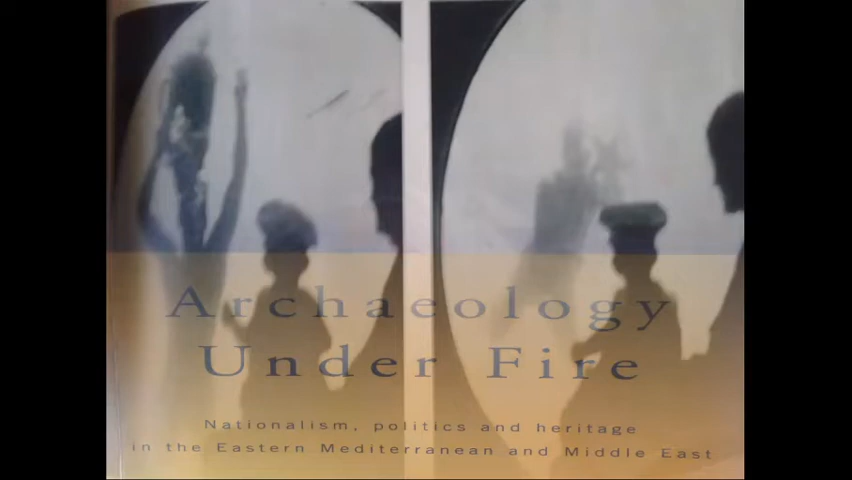 Archaeology
Under Fire
Nationalism, politics and heritage
in the Eastern Mediterranean and Middle East